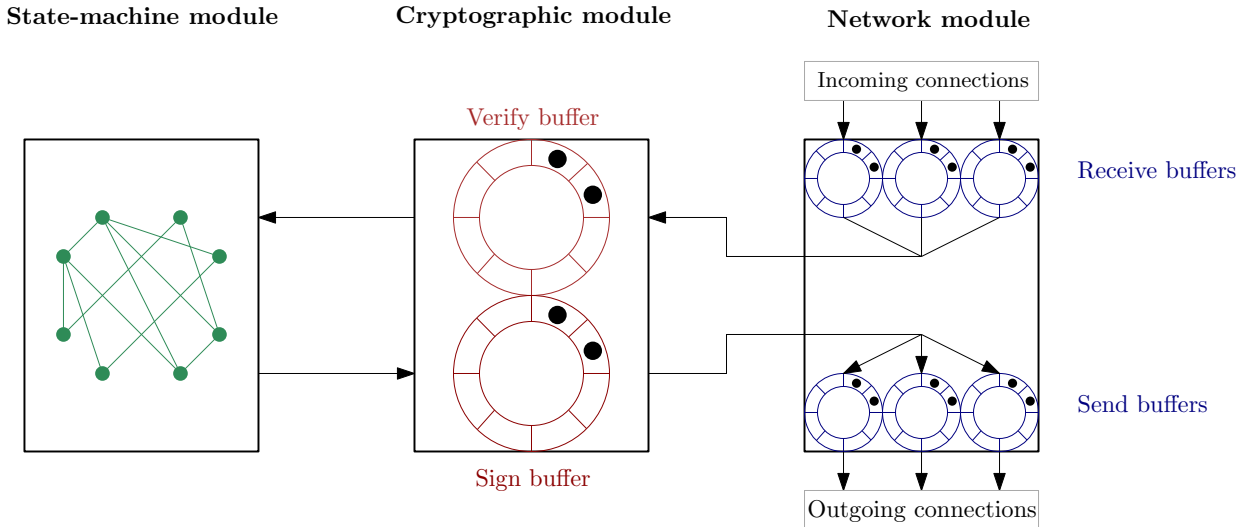 State-machine module
Cryptographic module
Network module
Incoming connections
Verify buffer
Receive buffers
Send buffers
Sign buffer
Outgoing connections